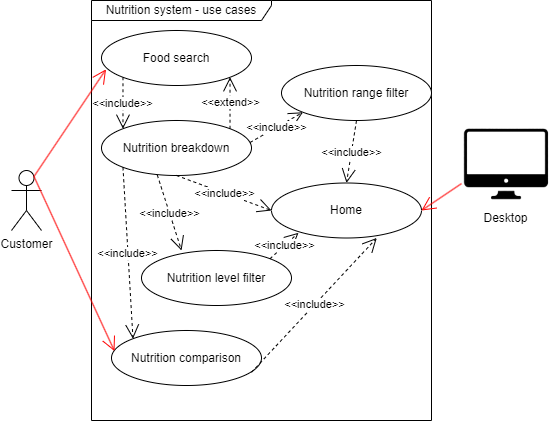 Nutrition system - use cases
Food search
<<include>>
<<extend>>
Nutrition range filter
<<include>>
Nutrition breakdown
<<include>>
<<include>>
Home
Desktop
Customer
<<include>>
<<include>>
<<include>>
Nutrition level filter
<<include>>
Nutrition comparison